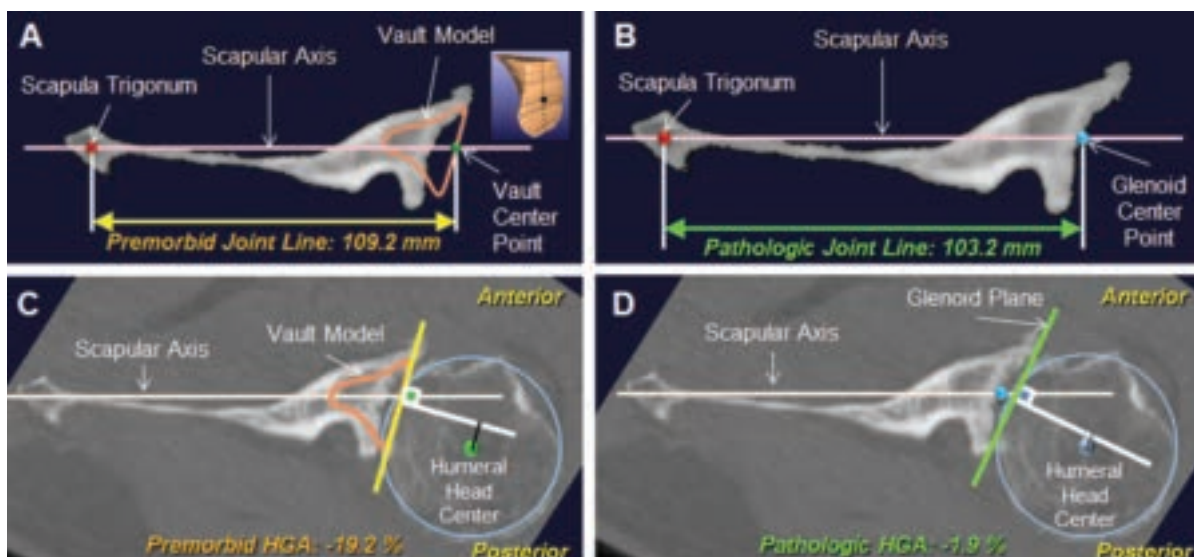 A
Vault Model
Scapular Axis
Scapula Trigonum
Vault
Center
Point
Premorbid Joint Line: 109.2 mm
B
Scapular Axis
Scapula Trigonum
Glenoid
Center
Point
Pathologic Joint Line: 103.2 mm
C
Anterior
Vault Model
Scapular Axis
Humeral
Head
Center
Premorbid HGA: -19.2 %
Posterior
D
Glenoid Plane
Anterior
Scapular Axis
Humeral
Head
Center
Pathologic HGA -1.9 %
Posterior